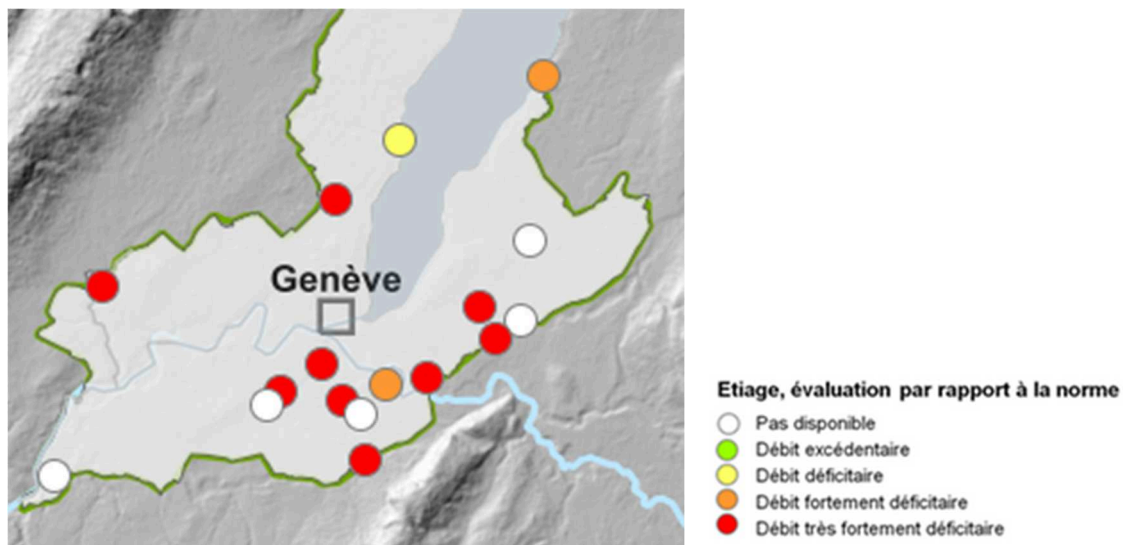 Genève
Etiage, évaluation par rapport à la norme
Pas disponible
Débit excédentaire
Débit déficitaire
Débit fortement déficitaire
Débit très fortement déficitaire